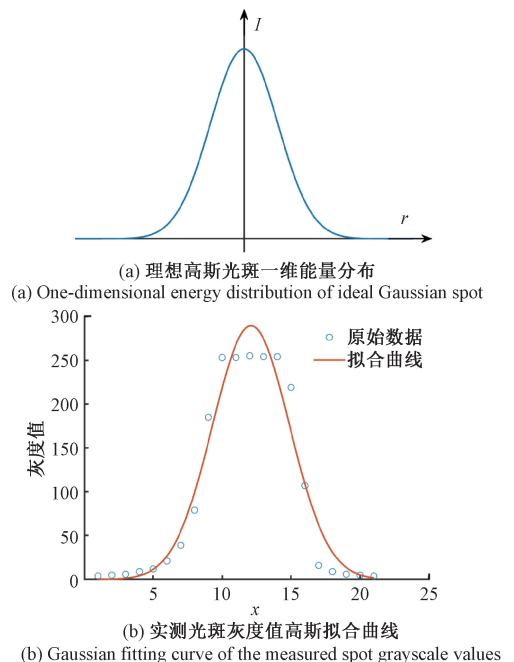 I
r
(a) 理想高斯光斑一维能量分布
(a) One-dimensional energy distribution of ideal Gaussian spot
300
250
200
150
100
50
0
灰度值
原始数据
拟合曲线
5
10
15
20
25
x
(b) 实测光斑灰度值高斯拟合曲线
(b) Gaussian fitting curve of the measured spot grayscale values